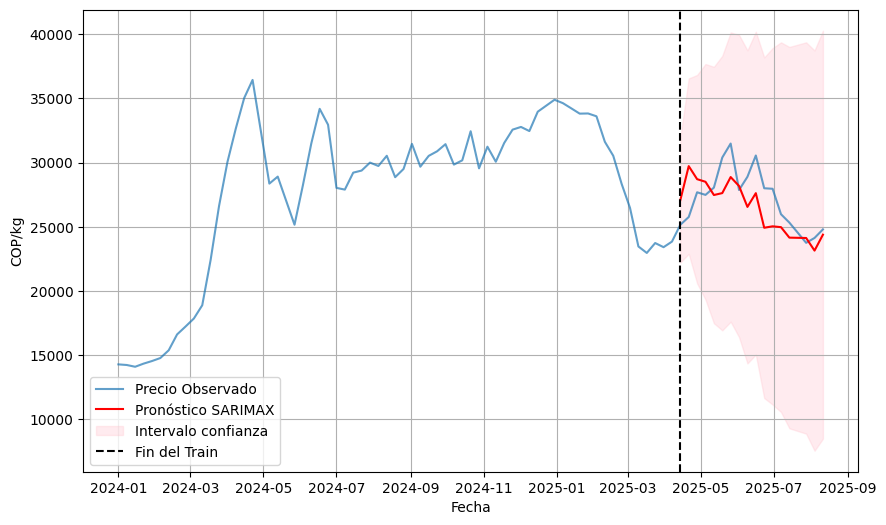 40000
35000
30000
25000
20000
15000
10000
COP/kg
Precio Observado
Pronóstico SARIMAX
Intervalo confianza
Fin del Train
2024-01 2024-03 2024-05 2024-07 2024-09 2024-11 2025-01 2025-03 2025-05 2025-07 2025-09
Fecha